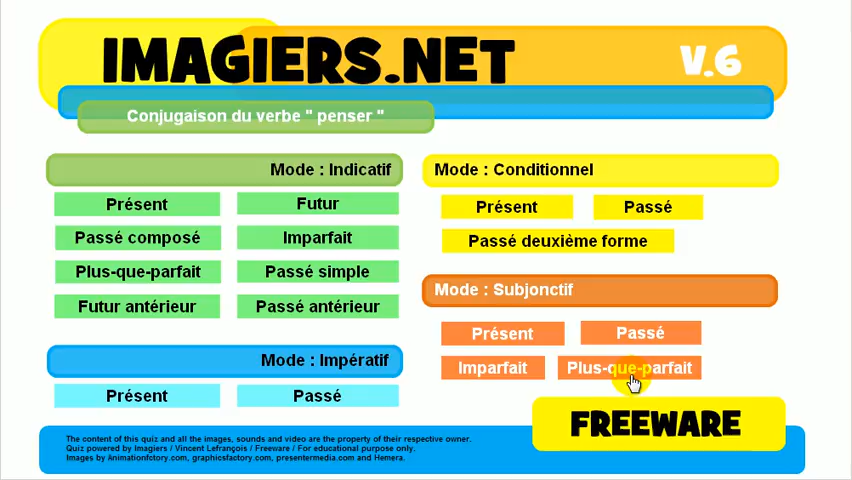 IMAGIERS.NET
V.6
Conjugaison du verbe " penser "
Mode : Indicatif
Présent
Futur
Passé composé
Imparfait
Plus-que-parfait
Passé simple
Futur antérieur
Passé antérieur
Mode : Impératif
Présent
Passé
Mode : Conditionnel
Présent
Passé
Passé deuxième forme
Mode : Subjonctif
Présent
Passé
Imparfait
Plus-que-parfait
FREEWARE
The content of this quiz and all the images, sounds and video are the property of their respective owner.
Quiz powered by Imagiers / Vincent Lefrançois / Freeware / For educational purpose only.
Images by Animationfctory.com, graphicsfactory.com, presentermedia.com and Hemera.